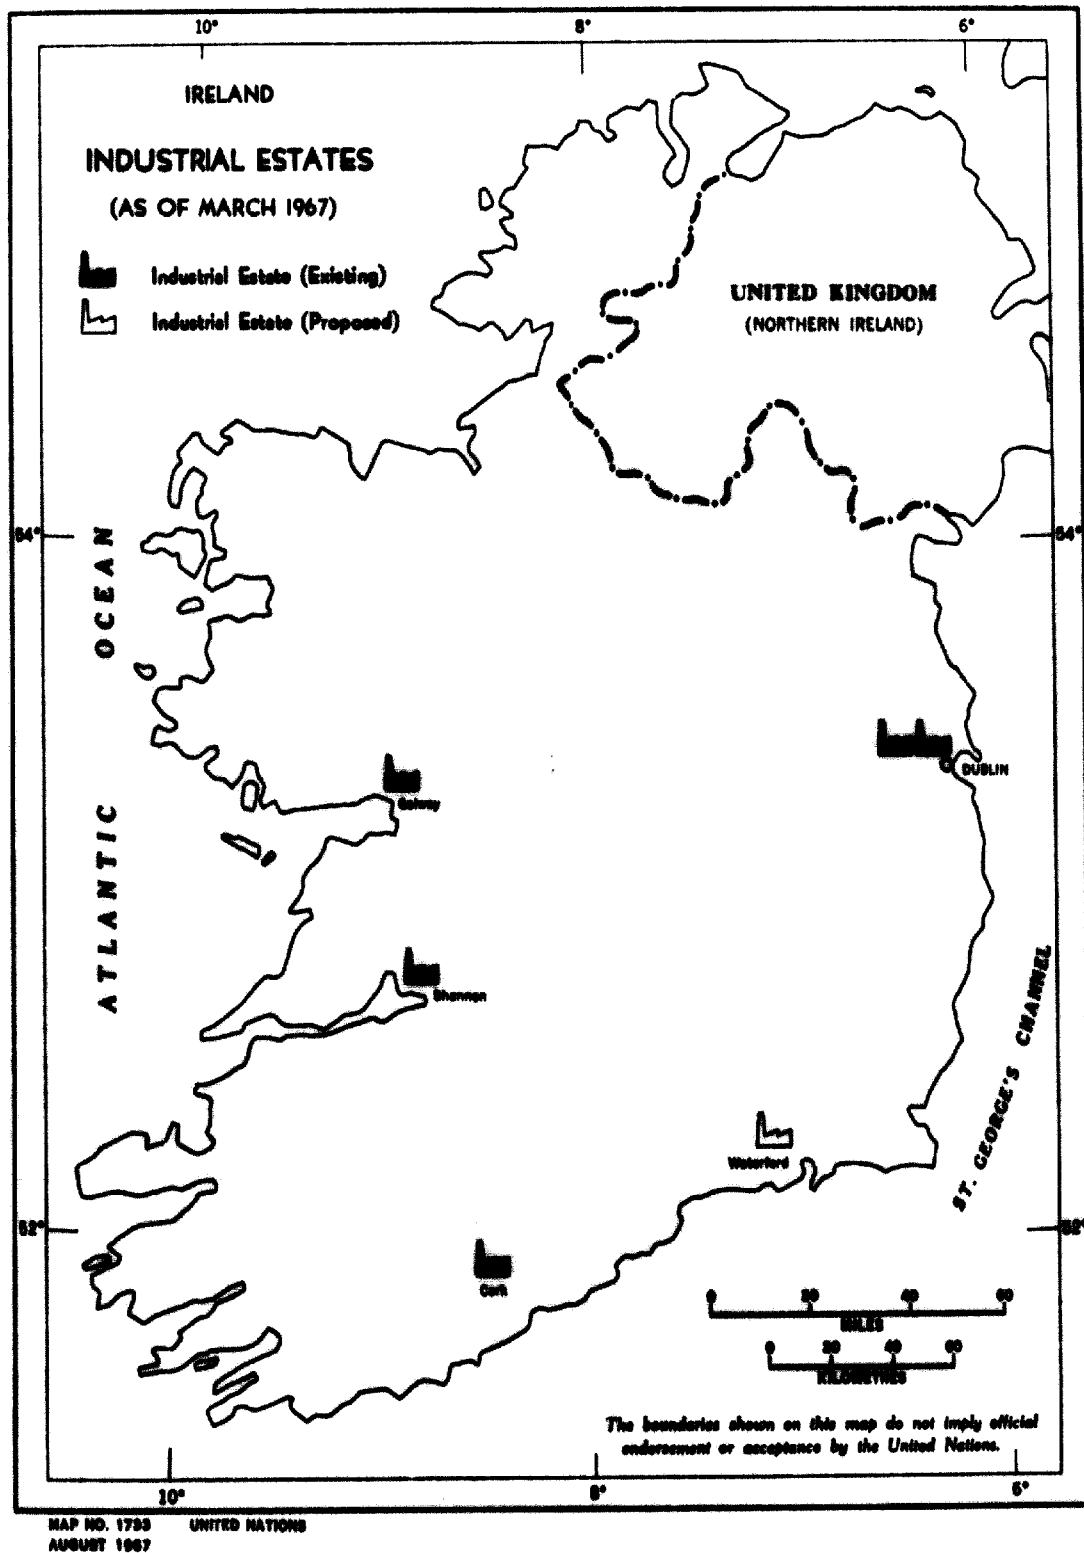 10° 8° 6°
IRELAND
INDUSTRIAL ESTATES
(AS OF MARCH 1967)
Industrial Estate (Existing)
Industrial Estate (Proposed)
UNITED KINGDOM
(NORTHERN IRELAND)
54° 54°
ATLANTIC OCEAN
DUBLIN
Galway
Shannon
ST. GEORGE'S CHANNEL
Waterford
52° 52°
Cork
0 20 40 60
MILES
0 20 40 60
KILOMETRES
The boundaries shown on this map do not imply official
endorsement or acceptance by the United Nations.
10° 8° 6°
MAP NO. 1733 UNITED NATIONS
AUGUST 1967